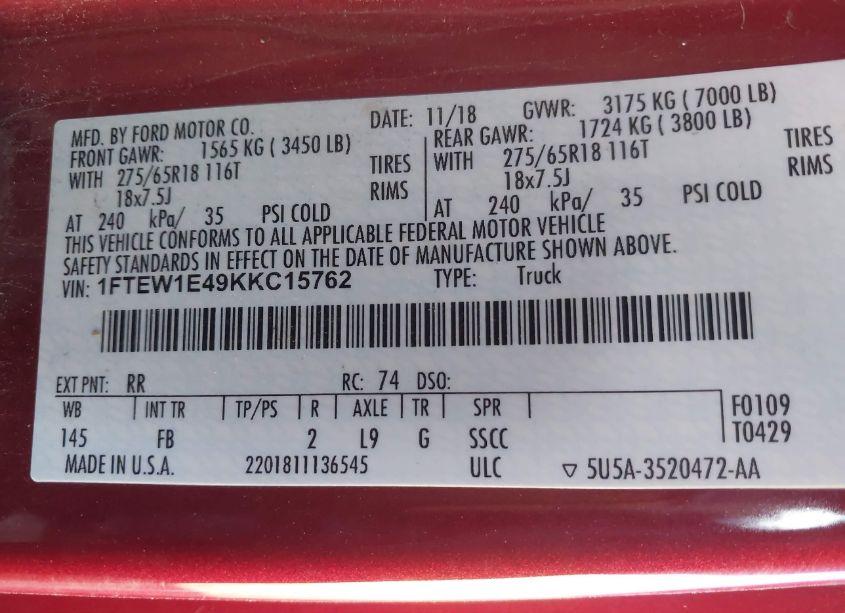 MFD. BY FORD MOTOR CO. DATE: 11/18 GVWR: 3175 KG ( 7000 LB)
FRONT GAWR: 1565 KG ( 3450 LB) REAR GAWR: 1724 KG ( 3800 LB)
WITH 275/65R18 116T TIRES WITH 275/65R18 116T TIRES
18x7.5J RIMS 18x7.5J RIMS
AT 240 kPa/ 35 PSI COLD AT 240 kPa/ 35 PSI COLD
THIS VEHICLE CONFORMS TO ALL APPLICABLE FEDERAL MOTOR VEHICLE
SAFETY STANDARDS IN EFFECT ON THE DATE OF MANUFACTURE SHOWN ABOVE.
VIN: 1FTEW1E49KKC15762 TYPE: Truck
EXT PNT: RR RC: 74 DSO:
WB INT TR TP/PS R AXLE TR SPR F0109
145 FB 2 L9 G SSCC T0429
MADE IN U.S.A. 2201811136545 ULC ▽ 5U5A-3520472-AA